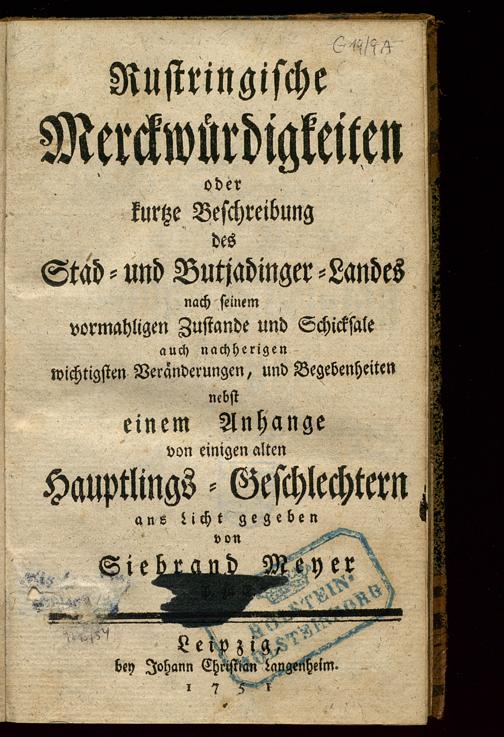 G 19/9A
Rustringische
Merckwürdigkeiten
oder
kurtze Beschreibung
des
Stad- und Butjadinger-Landes
nach seinem
vormahligen Zustande und Schicksale
auch nachherigen
wichtigsten Veränderungen, und Begebenheiten
nebst
einem Anhange
von einigen alten
Hauptlings-Geschlechtern
ans Licht gegeben
von
Siebrand Meyer
HOLSTEIN:
HOLSTEINBORG
Leipzig,
bey Johann Christian Langenheim.
1751